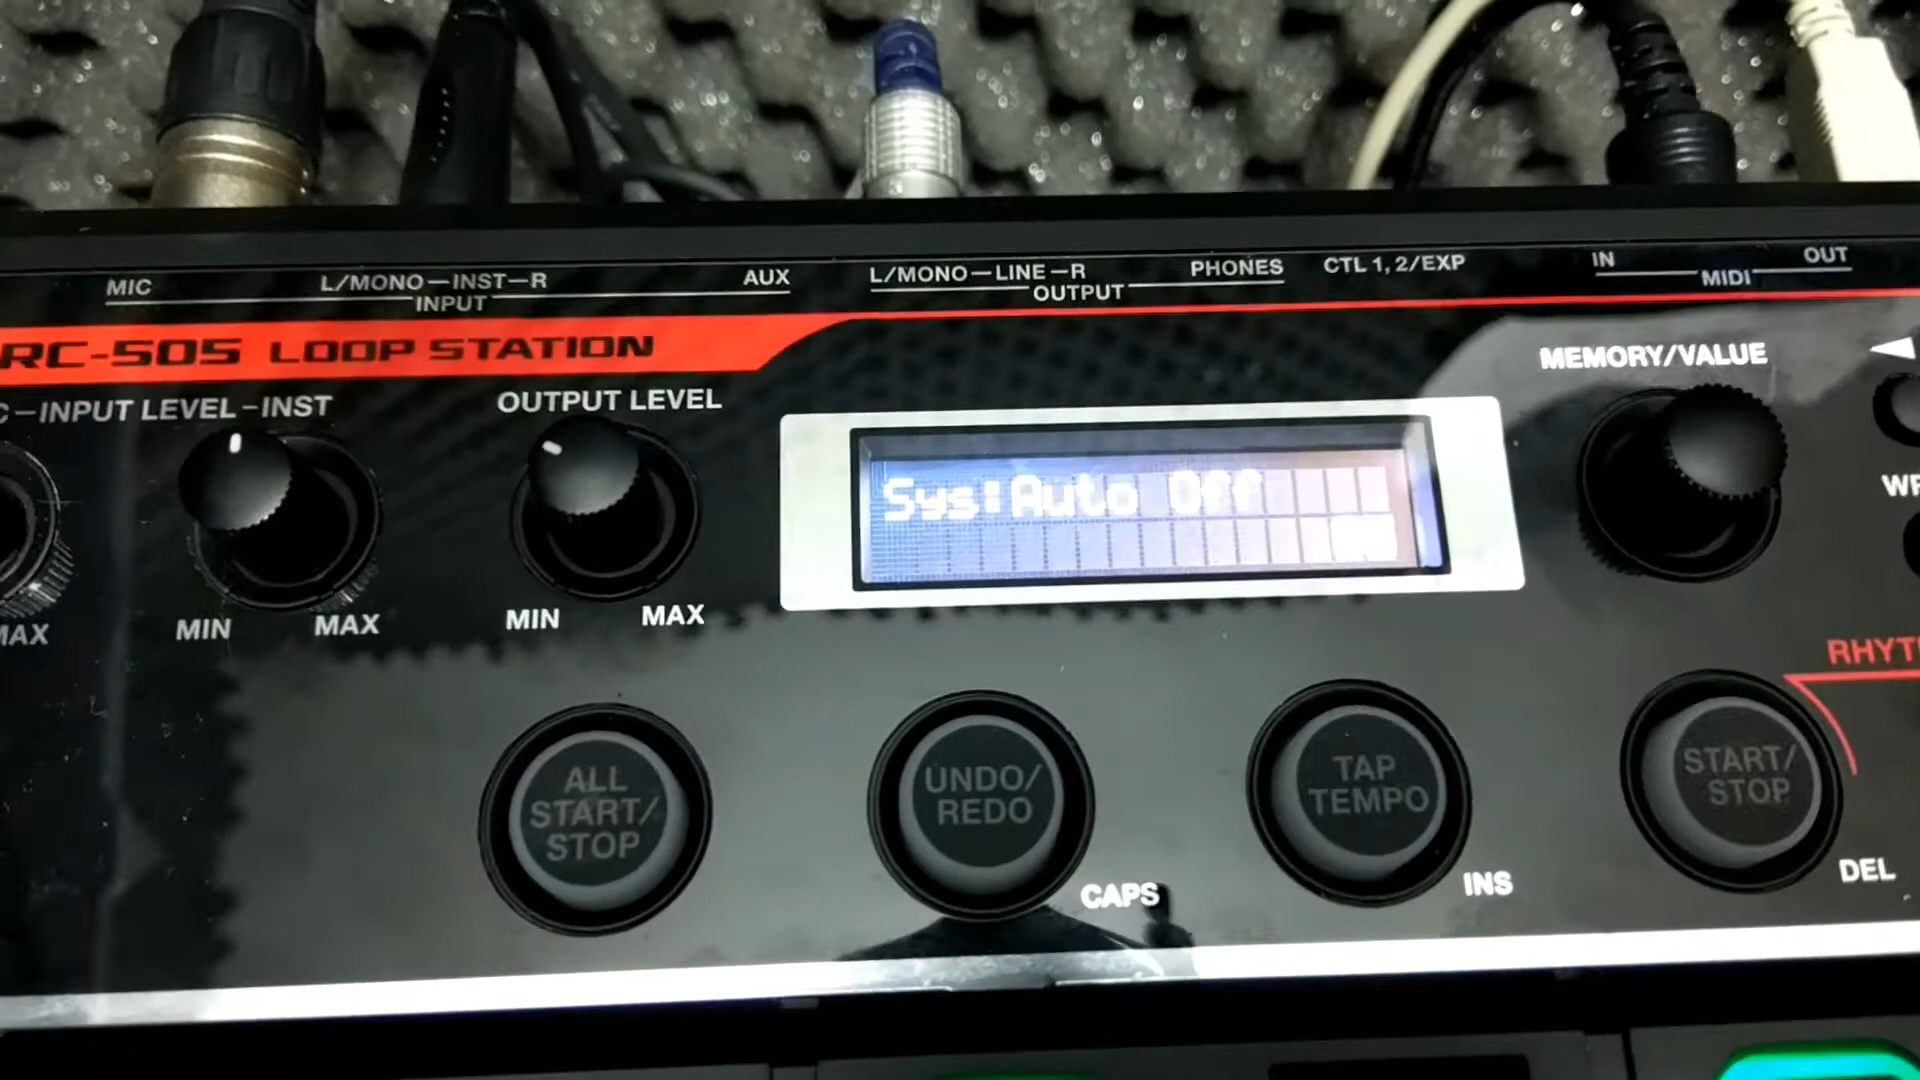 MIC
L/MONO—INST—R
AUX
INPUT
L/MONO—LINE—R
PHONES
OUTPUT
CTL 1, 2/EXP
IN
OUT
MIDI
RC-505 LOOP STATION
C—INPUT LEVEL—INST
OUTPUT LEVEL
MEMORY/VALUE
Sys:Auto Off
MAX
MIN
MAX
MIN
MAX
ALL
START/
STOP
UNDO/
REDO
CAPS
TAP
TEMPO
INS
START/
STOP
DEL